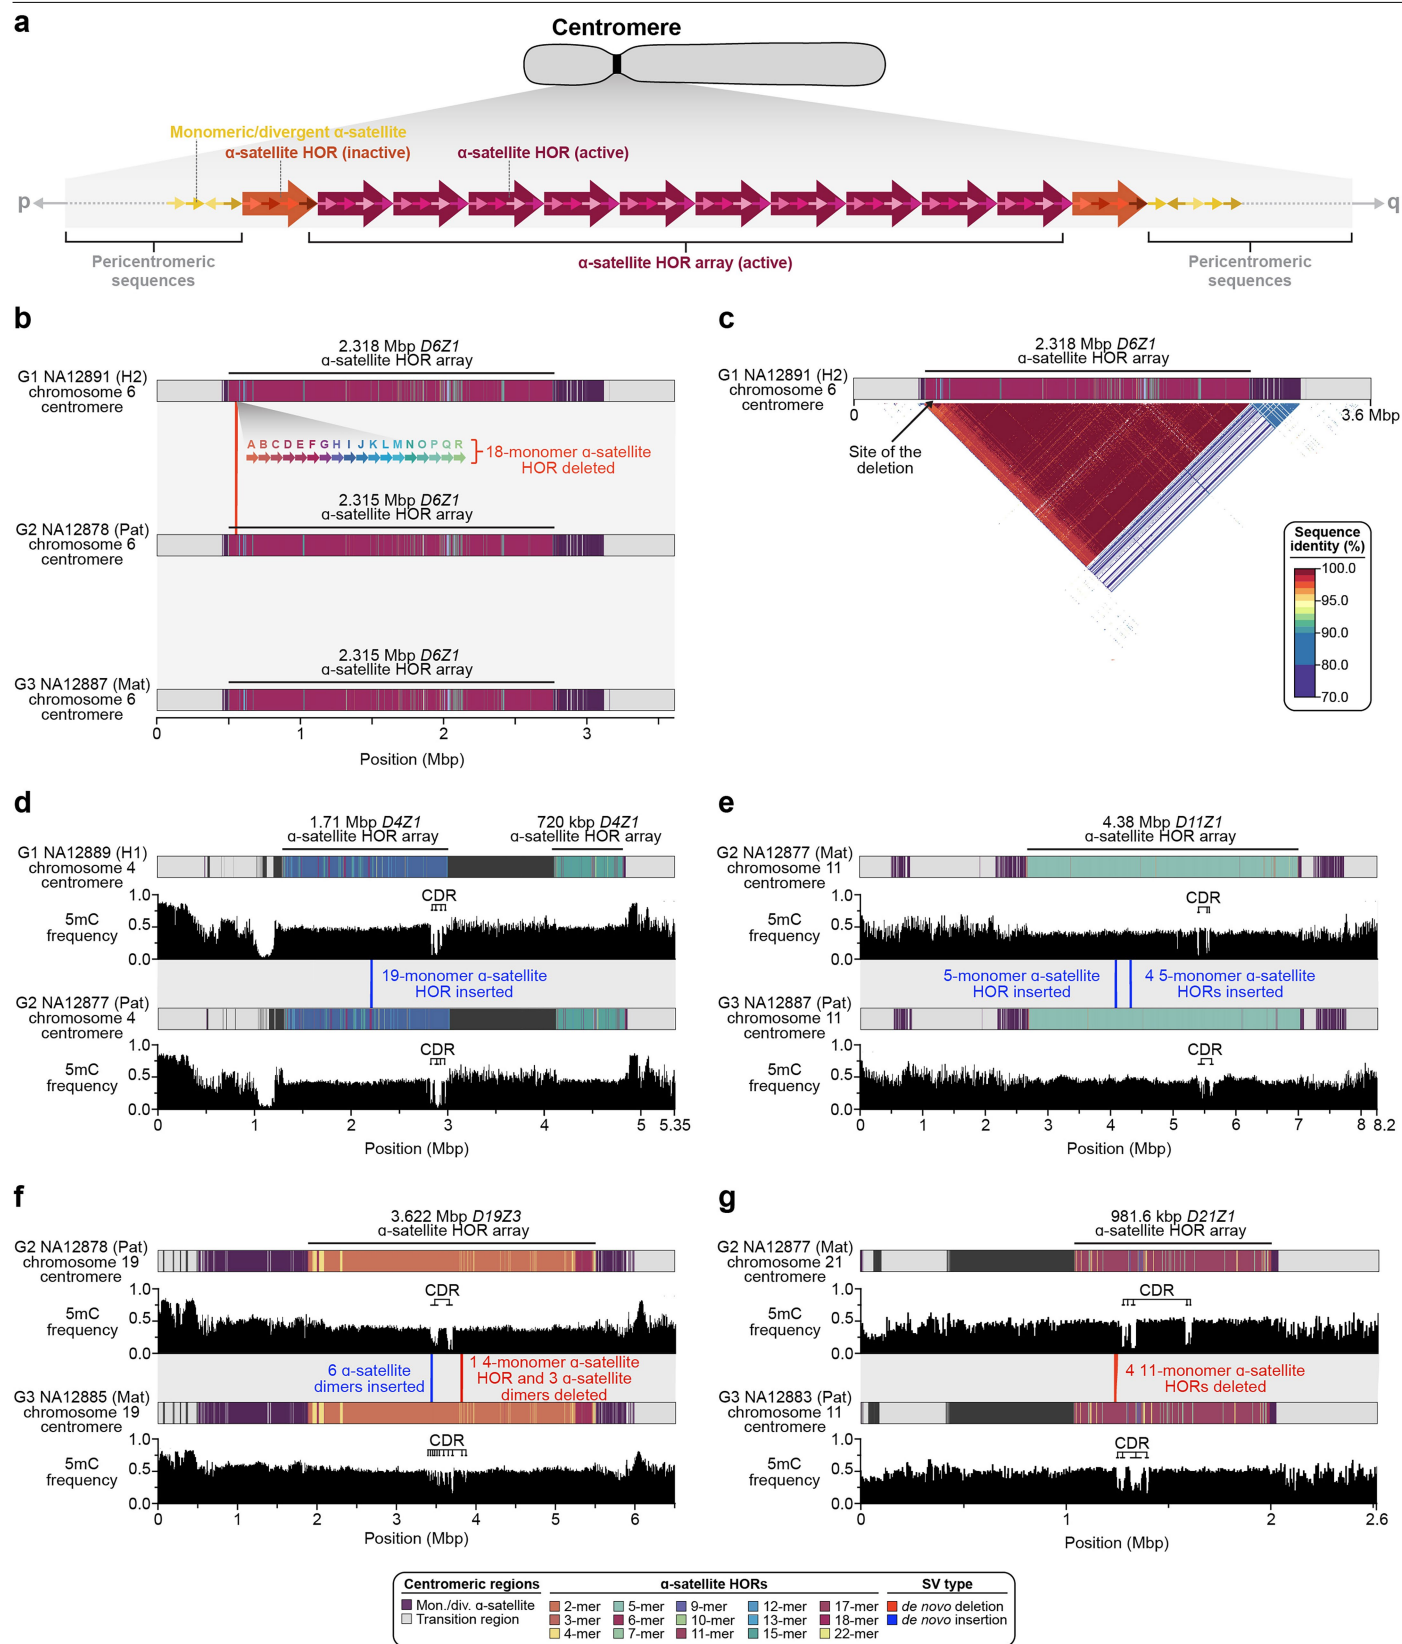 a
Centromere
Monomeric/divergent α-satellite
α-satellite HOR (inactive)
α-satellite HOR (active)
p
q
Pericentromeric
sequences
α-satellite HOR array (active)
Pericentromeric
sequences
b
2.318 Mbp D6Z1
α-satellite HOR array
G1 NA12891 (H2)
chromosome 6
centromere
A B C D E F G H I J K L M N O P Q R
18-monomer α-satellite
HOR deleted
2.315 Mbp D6Z1
α-satellite HOR array
G2 NA12878 (Pat)
chromosome 6
centromere
2.315 Mbp D6Z1
α-satellite HOR array
G3 NA12887 (Mat)
chromosome 6
centromere
0 1 2 3
Position (Mbp)
c
2.318 Mbp D6Z1
α-satellite HOR array
G1 NA12891 (H2)
chromosome 6
centromere
0
3.6 Mbp
Site of the
deletion
Sequence
identity (%)
100.0
95.0
90.0
80.0
70.0
d
1.71 Mbp D4Z1
α-satellite HOR array
720 kbp D4Z1
α-satellite HOR array
G1 NA12889 (H1)
chromosome 4
centromere
1.0
0.5
0.0
5mC
frequency
CDR
19-monomer α-satellite
HOR inserted
G2 NA12877 (Pat)
chromosome 4
centromere
1.0
0.5
0.0
5mC
frequency
CDR
0 1 2 3 4 5 5.35
Position (Mbp)
e
4.38 Mbp D11Z1
α-satellite HOR array
G2 NA12877 (Mat)
chromosome 11
centromere
1.0
0.5
0.0
5mC
frequency
CDR
5-monomer α-satellite
HOR inserted
4 5-monomer α-satellite
HORs inserted
G3 NA12887 (Pat)
chromosome 11
centromere
1.0
0.5
0.0
5mC
frequency
CDR
0 1 2 3 4 5 6 7 8 8.2
Position (Mbp)
f
3.622 Mbp D19Z3
α-satellite HOR array
G2 NA12878 (Pat)
chromosome 19
centromere
1.0
0.5
0.0
5mC
frequency
CDR
6 α-satellite
dimers inserted
1 4-monomer α-satellite
HOR and 3 α-satellite
dimers deleted
G3 NA12885 (Mat)
chromosome 19
centromere
1.0
0.5
0.0
5mC
frequency
CDR
0 1 2 3 4 5 6
Position (Mbp)
g
981.6 kbp D21Z1
α-satellite HOR array
G2 NA12877 (Mat)
chromosome 21
centromere
1.0
0.5
0.0
5mC
frequency
CDR
4 11-monomer α-satellite
HORs deleted
G3 NA12883 (Pat)
chromosome 11
centromere
1.0
0.5
0.0
5mC
frequency
CDR
0 1 2 2.6
Position (Mbp)
Centromeric regions
Mon./div. α-satellite
Transition region
α-satellite HORs
2-mer 5-mer 9-mer 12-mer 17-mer
3-mer 6-mer 10-mer 13-mer 18-mer
4-mer 7-mer 11-mer 15-mer 22-mer
SV type
de novo deletion
de novo insertion